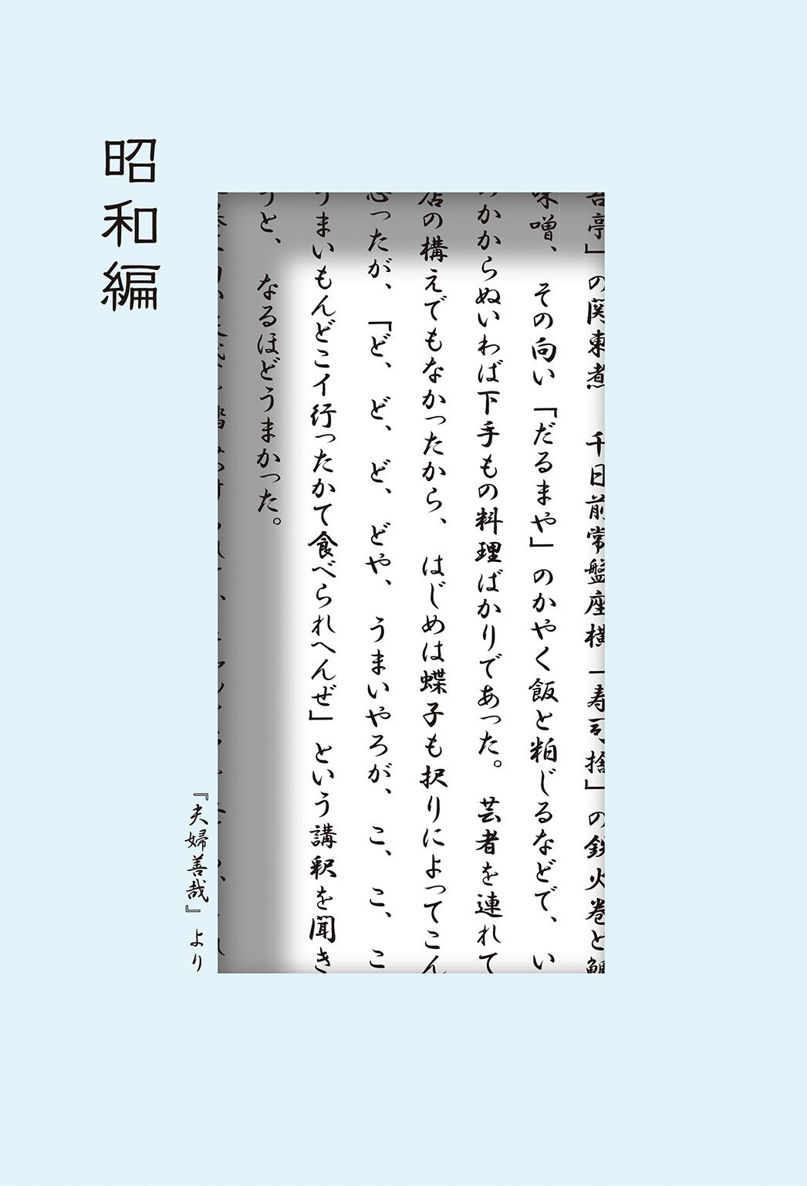 昭和編
亭」の関東煮 千日前常盤座横「寿司捨」の鉄火巻と鯛
味噌、その向い「だるまや」のかやく飯と粕じるなどで、い
かからぬいわば下手もの料理ばかりであった。芸者を連れて
店の構えでもなかったから、はじめは蝶子も択りによってこん
思ったが、「ど、ど、ど、どや、うまいやろが、こ、こ、こ
うまいもんどこイ行ったかて食べられへんぜ」という講釈を聞き
うと、なるほどうまかった。
『夫婦善哉』より